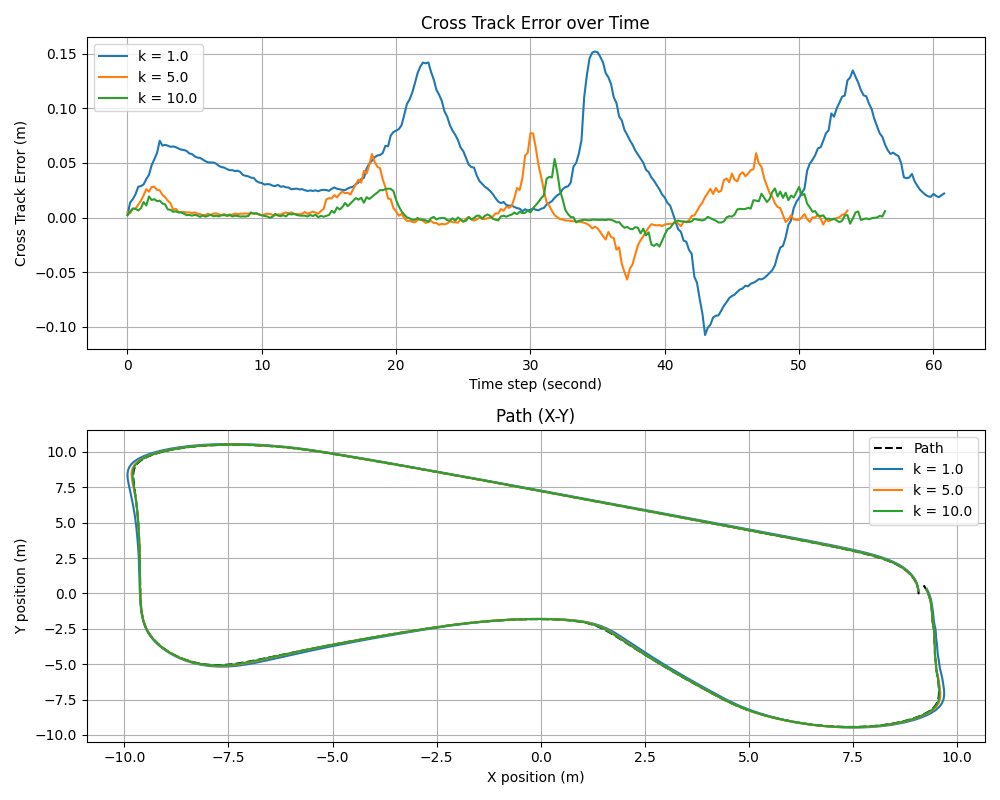 Cross Track Error over Time
k = 1.0
k = 5.0
k = 10.0
Cross Track Error (m)
0.15
0.10
0.05
0.00
−0.05
−0.10
0 10 20 30 40 50 60
Time step (second)
Path (X-Y)
Path
k = 1.0
k = 5.0
k = 10.0
Y position (m)
10.0
7.5
5.0
2.5
0.0
−2.5
−5.0
−7.5
−10.0
−10.0 −7.5 −5.0 −2.5 0.0 2.5 5.0 7.5 10.0
X position (m)